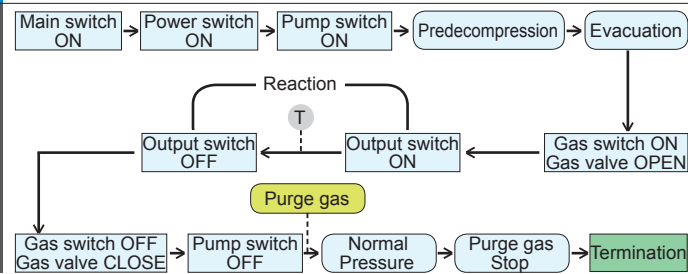 Main switch
ON
Power switch
ON
Pump switch
ON
Predecompression
Evacuation
Reaction
T
Output switch
OFF
Output switch
ON
Gas switch ON
Gas valve OPEN
Purge gas
Gas switch OFF
Gas valve CLOSE
Pump switch
OFF
Normal
Pressure
Purge gas
Stop
Termination